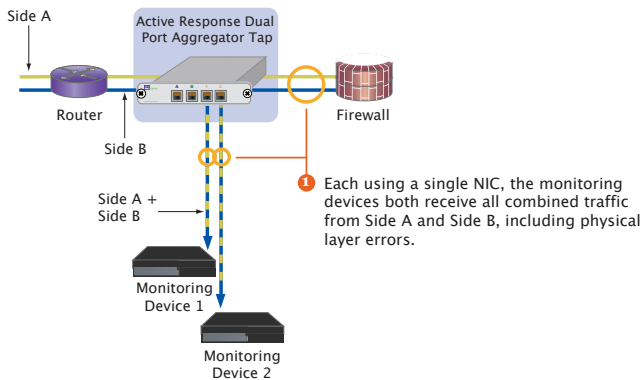 Side A
Active Response Dual
Port Aggregator Tap
Router
Firewall
Side B
1 Each using a single NIC, the monitoring
devices both receive all combined traffic
from Side A and Side B, including physical
layer errors.
Side A +
Side B
Monitoring
Device 1
Monitoring
Device 2